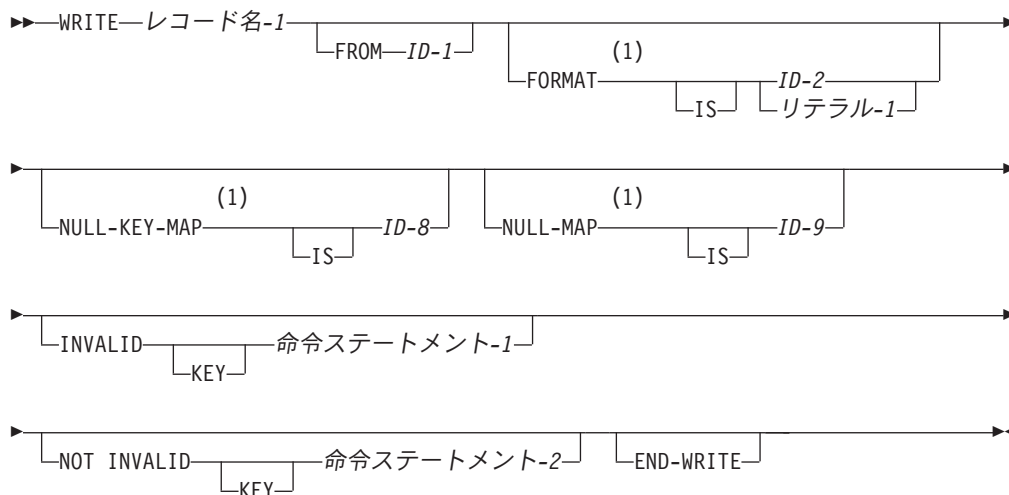 WRITE レコード名-1
FROM ID-1
(1)
FORMAT IS ID-2
リテラル-1
(1)
NULL-KEY-MAP IS ID-8
(1)
NULL-MAP IS ID-9
INVALID KEY 命令ステートメント-1
NOT INVALID KEY 命令ステートメント-2
END-WRITE